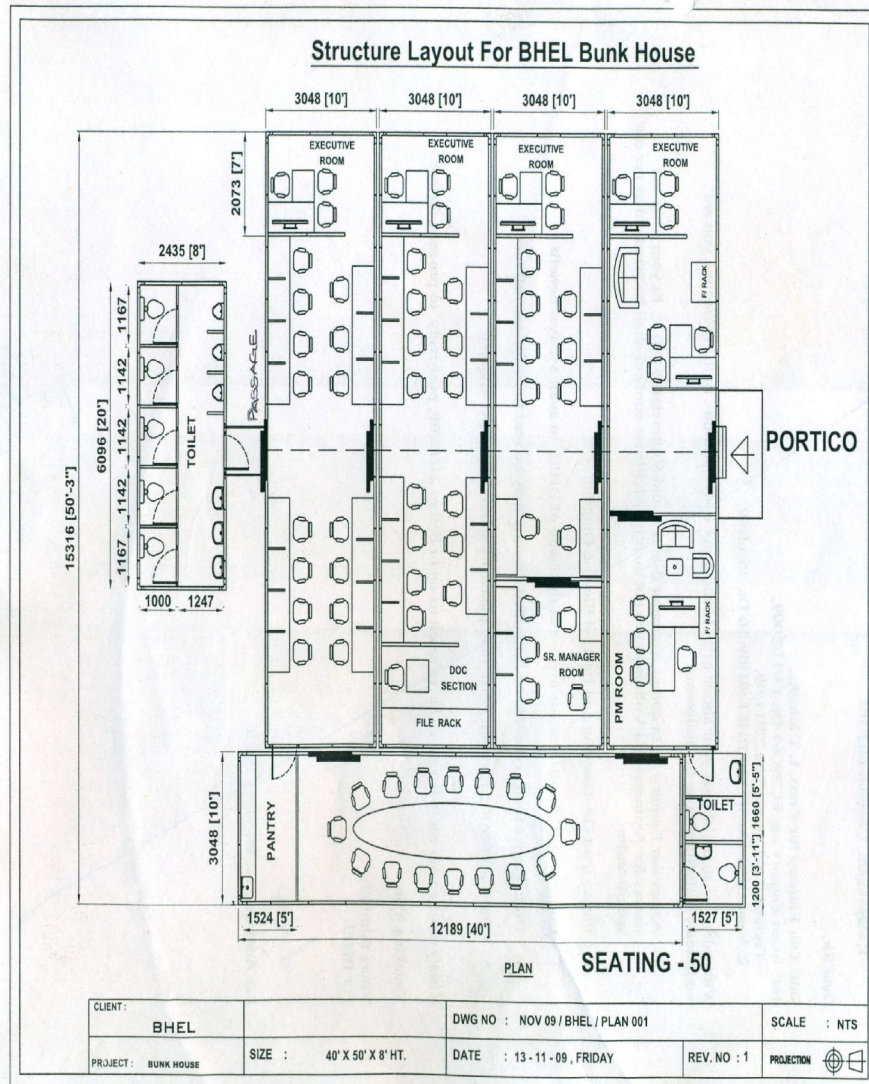 Structure Layout For BHEL Bunk House
3048 [10']
3048 [10']
3048 [10']
3048 [10']
EXECUTIVE
ROOM
EXECUTIVE
ROOM
EXECUTIVE
ROOM
EXECUTIVE
ROOM
2073 [7']
2435 [8']
F/ RACK
1167
1142
1142
1142
1167
6096 [20']
15316 [50'-3"]
TOILET
PASSAGE
PORTICO
1000
1247
F/ RACK
SR. MANAGER
ROOM
PM ROOM
DOC
SECTION
FILE RACK
3048 [10']
PANTRY
TOILET
1660 [5'-5"]
1200 [3'-11"]
1524 [5']
12189 [40']
1527 [5']
PLAN
SEATING - 50
CLIENT :
BHEL
DWG NO : NOV 09 / BHEL / PLAN 001
SCALE : NTS
PROJECT : BUNK HOUSE
SIZE : 40' X 50' X 8' HT.
DATE : 13 - 11 - 09 , FRIDAY
REV. NO : 1
PROJECTION